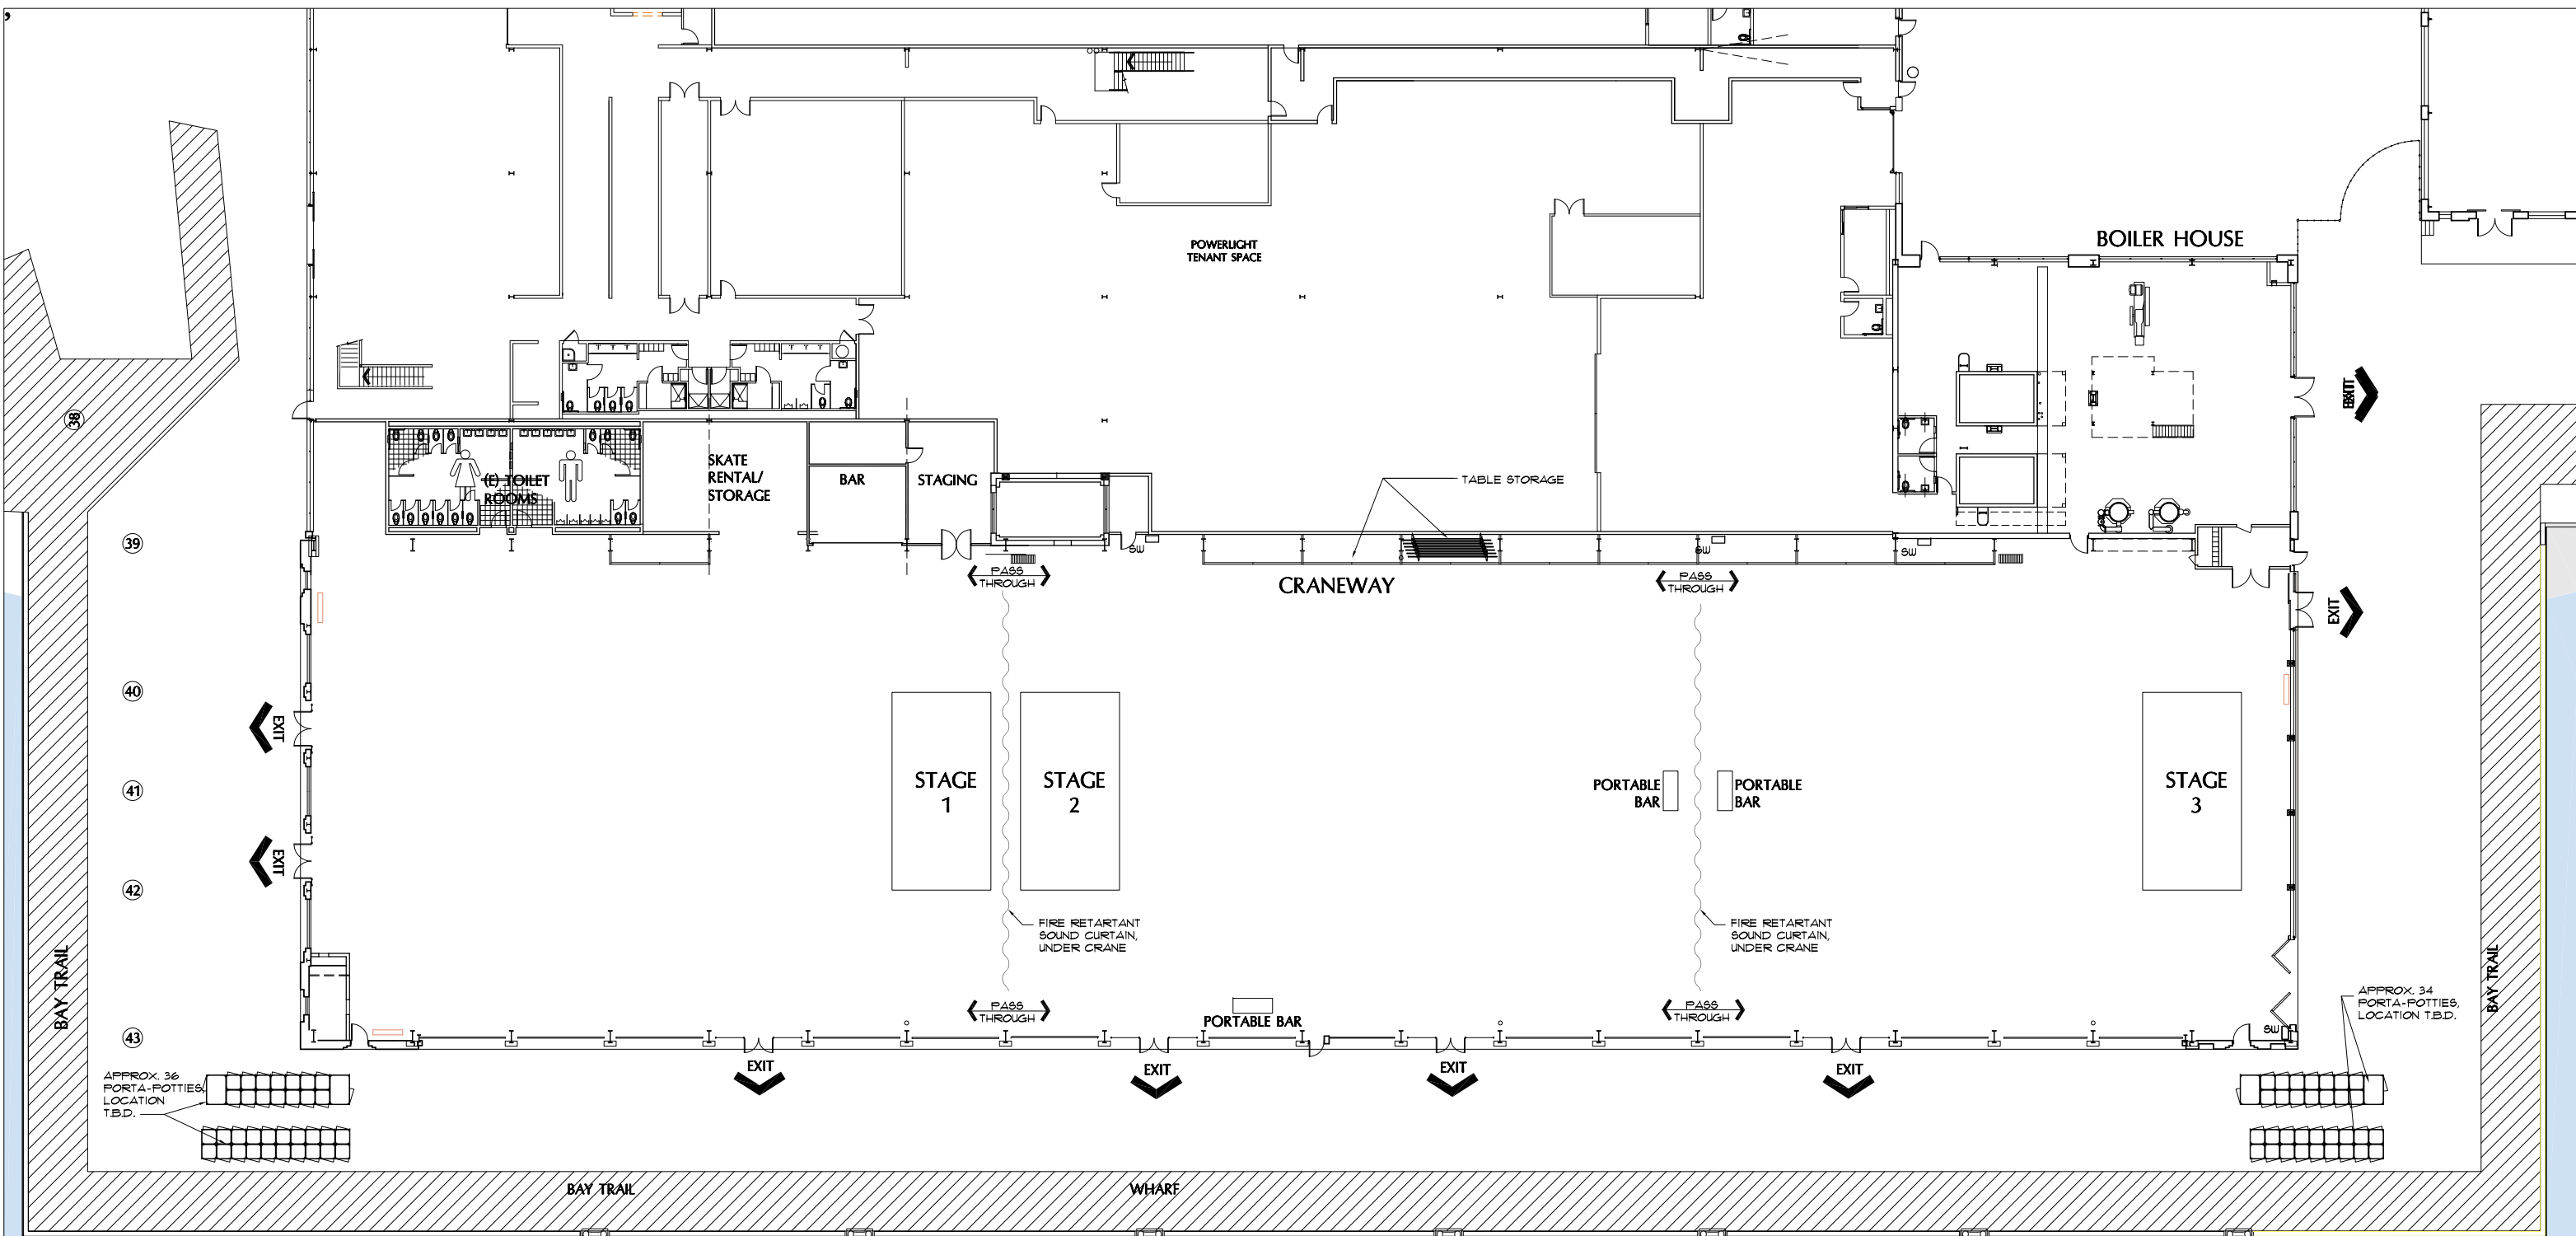 POWERLIGHT
TENANT SPACE
BOILER HOUSE
EXIT
38
SKATE
RENTAL/
STORAGE
BAR
STAGING
(E) TOILET
ROOMS
TABLE STORAGE
39
SW
SW
SW
PASS
THROUGH
CRANEWAY
PASS
THROUGH
EXIT
40
EXIT
41
STAGE
1
STAGE
2
PORTABLE
BAR
PORTABLE
BAR
STAGE
3
EXIT
42
FIRE RETARTANT
SOUND CURTAIN,
UNDER CRANE
FIRE RETARTANT
SOUND CURTAIN,
UNDER CRANE
BAY TRAIL
BAY TRAIL
PASS
THROUGH
PORTABLE BAR
PASS
THROUGH
SW
APPROX. 34
PORTA-POTTIES,
LOCATION T.B.D.
43
EXIT
EXIT
EXIT
EXIT
APPROX. 36
PORTA-POTTIES,
LOCATION
T.B.D.
BAY TRAIL
WHARF